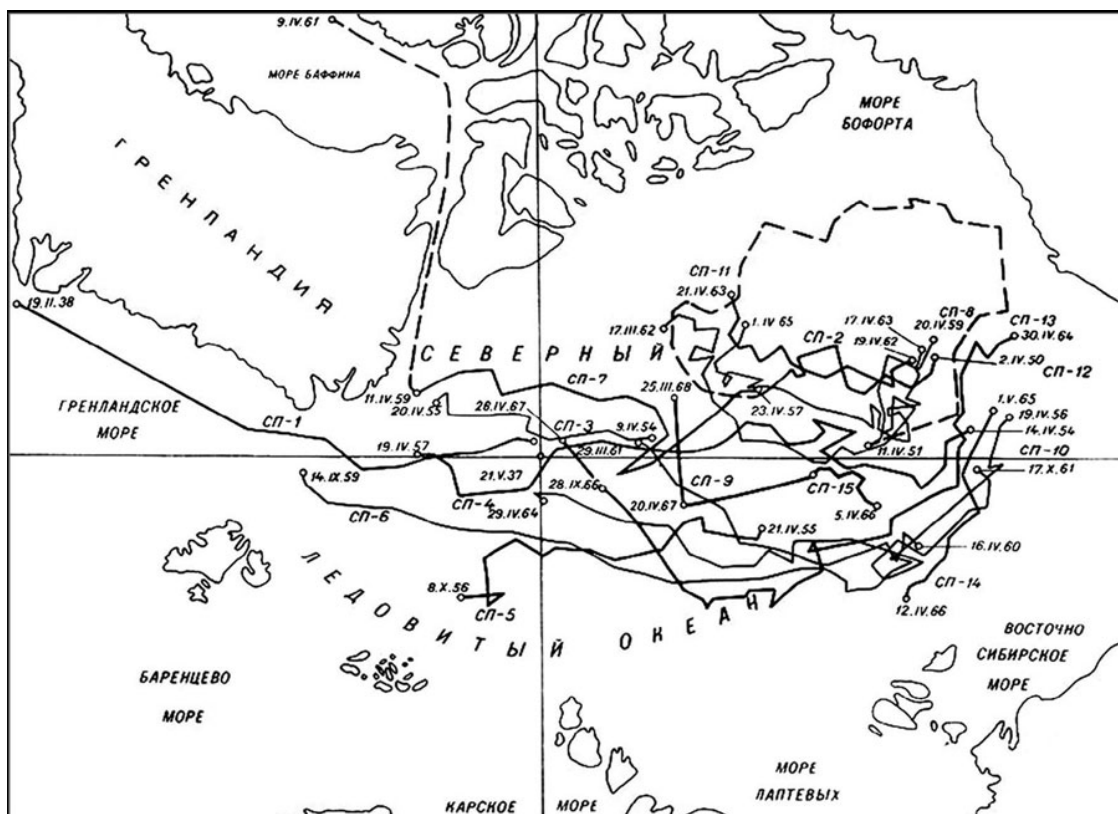 9.IV.61
МОРЕ БАФФИНА
МОРЕ
БОФОРТА
ГРЕНЛАНДИЯ
СП-11
21.IV.63
19.II.38
17.III.62
1.IV 65
СП-2
17.IV.63
19.IV.62
СП-8
20.IV.59
СП-13
30.IV.64
2.IV.50
СП-12
СЕВЕРНЫЙ
СП-7
25.III.68
11.IV.59
20.IV.55
23.IV.57
ГРЕНЛАНДСКОЕ
МОРЕ
СП-1
28.IV.67
СП-3
9.IV.54
29.III.61
1.V.65
19.IV.56
14.IV.54
19.IV.57
11.IV.51
СП-10
17.X.61
14.IX.59
21.V.37
28.IX.66
СП-9
СП-15
СП-6
СП-4
29.IV.64
20.IV.67
5.IV.66
21.IV.55
16.IV.60
СП-14
12.IV.66
8.X.56
СП-5
ЛЕДОВИТЫЙ ОКЕАН
ВОСТОЧНО
СИБИРСКОЕ
МОРЕ
БАРЕНЦЕВО
МОРЕ
МОРЕ
ЛАПТЕВЫХ
КАРСКОЕ МОРЕ